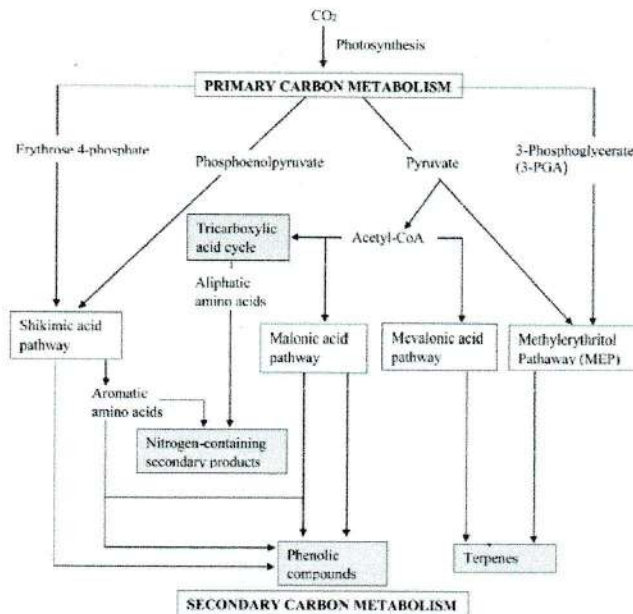 CO₂
Photosynthesis
PRIMARY CARBON METABOLISM
Erythrose 4-phosphate
Phosphoenolpyruvate
Pyruvate
3-Phosphoglycerate
(3-PGA)
Tricarboxylic
acid cycle
Acetyl-CoA
Aliphatic
amino acids
Shikimic acid
pathway
Malonic acid
pathway
Mevalonic acid
pathway
Methylerythritol
Pathaway (MEP)
Aromatic
amino acids
Nitrogen-containing
secondary products
Phenolic
compounds
Terpenes
SECONDARY CARBON METABOLISM